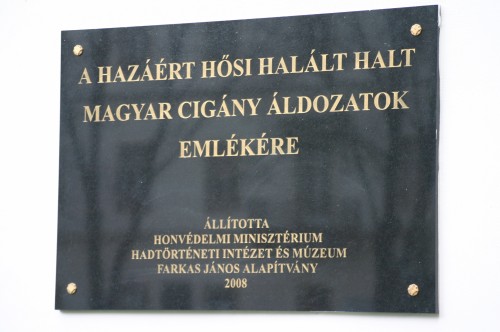 A HAZÁÉRT HŐSI HALÁLT HALT
MAGYAR CIGÁNY ÁLDOZATOK
EMLÉKÉRE
ÁLLÍTOTTA
HONVÉDELMI MINISZTÉRIUM
HADTÖRTÉNETI INTÉZET ÉS MÚZEUM
FARKAS JÁNOS ALAPÍTVÁNY
2008